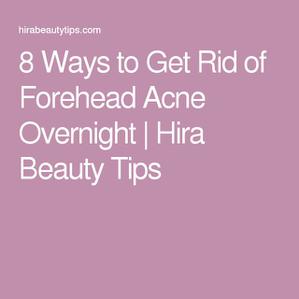 hirabeautytips.com
8 Ways to Get Rid of
Forehead Acne
Overnight | Hira
Beauty Tips